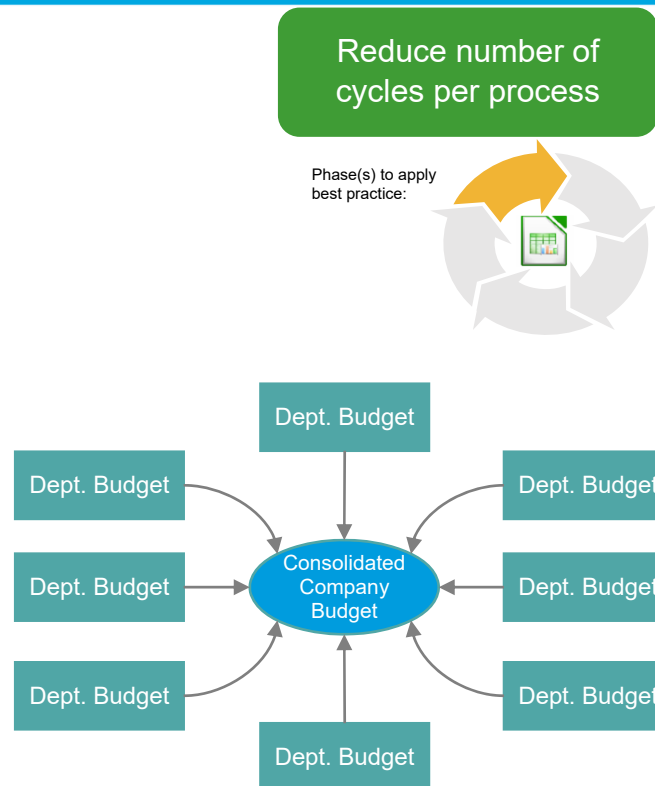 Reduce number of
cycles per process
Phase(s) to apply
best practice:
Dept. Budget
Dept. Budget
Dept. Budget
Consolidated
Company
Budget
Dept. Budget
Dept. Budget
Dept. Budget
Dept. Budget
Dept. Budget